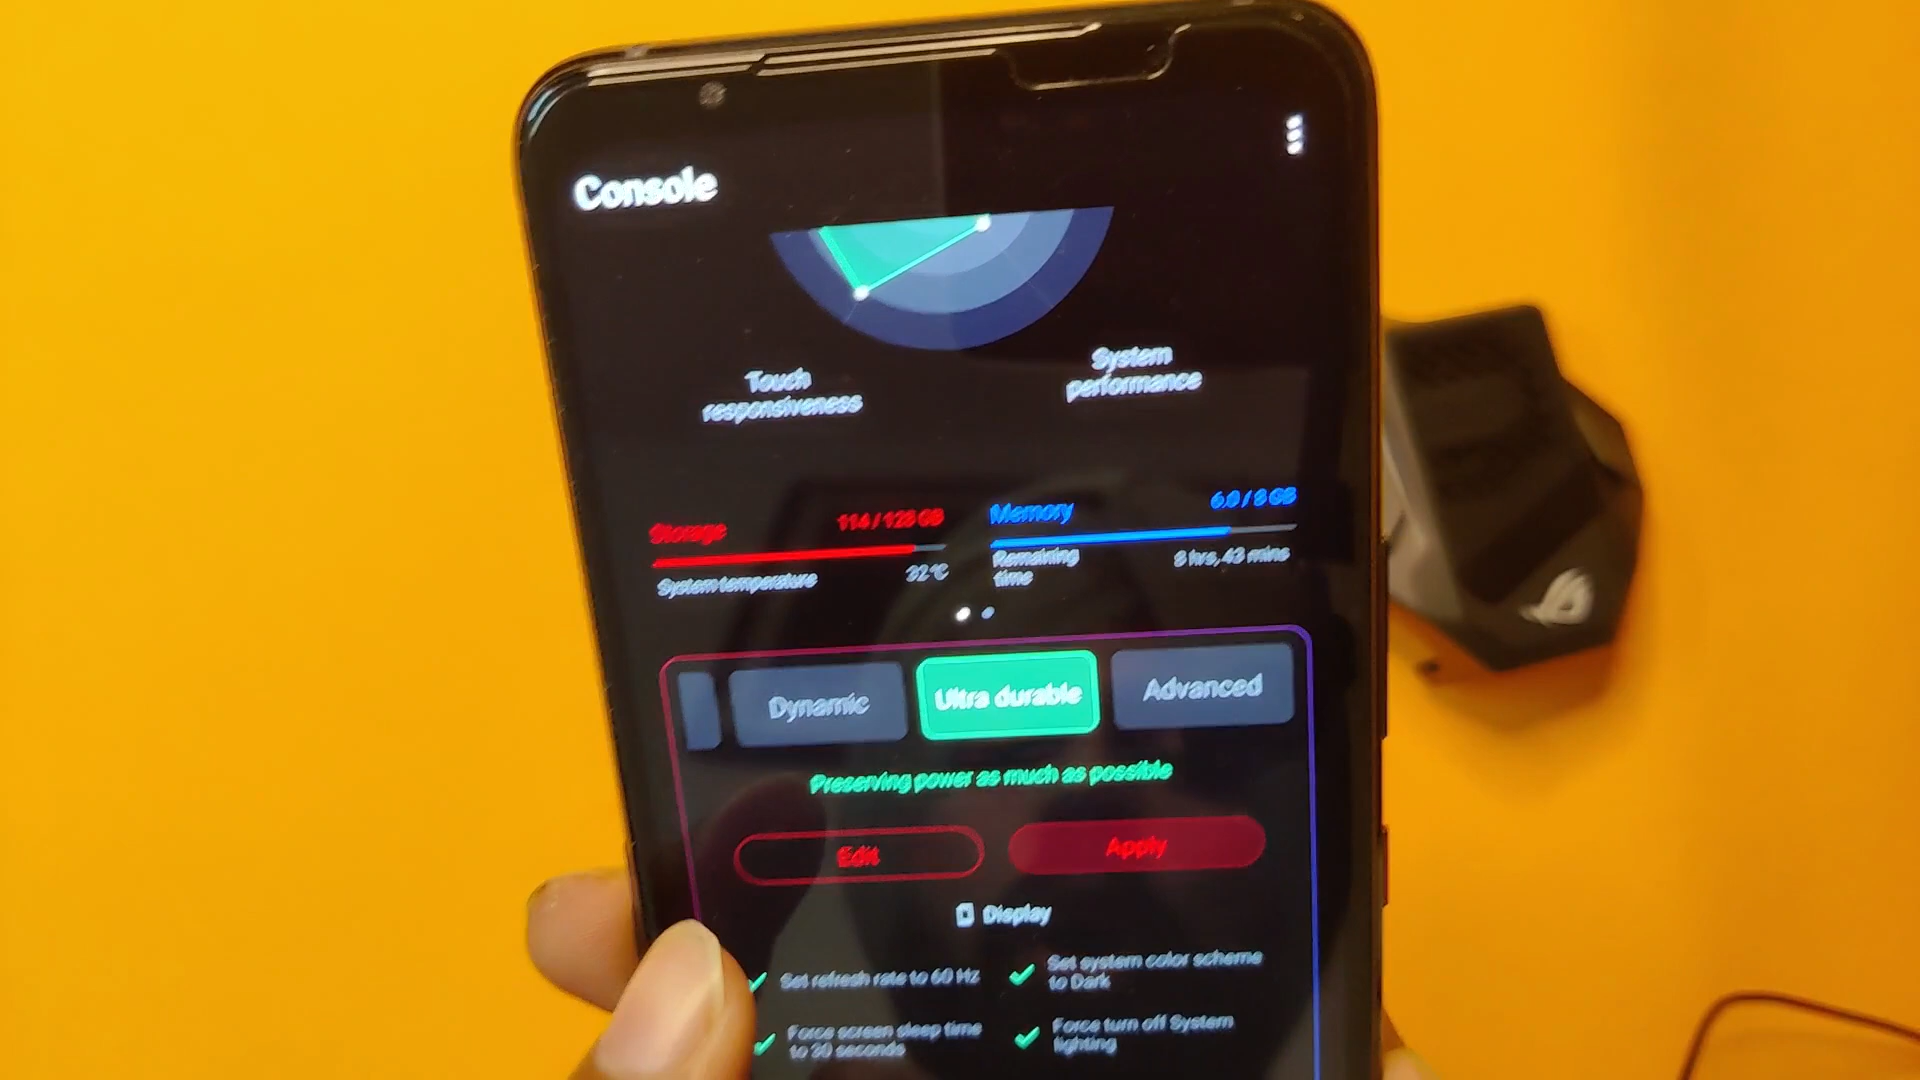 Console
Touch
responsiveness
System
performance
Storage
114 / 128 GB
Memory
6.0 / 8 GB
System temperature
32°C
Remaining
time
8 hrs, 43 mins
Dynamic
Ultra durable
Advanced
Preserving power as much as possible
Edit
Apply
Display
Set refresh rate to 60 Hz
Set system color scheme
to Dark
Force screen sleep time
to 30 seconds
Force turn off System
lighting